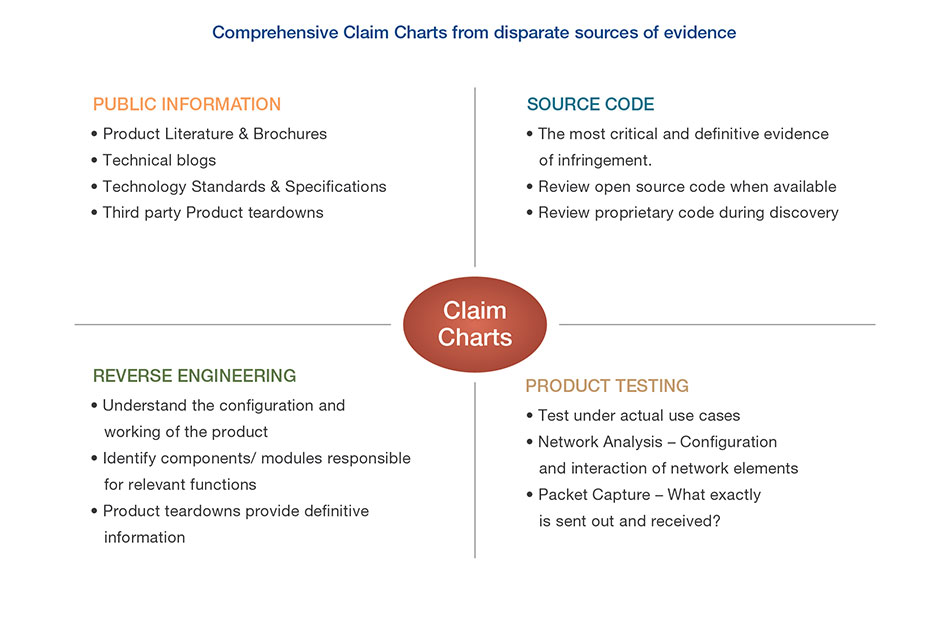 Comprehensive Claim Charts from disparate sources of evidence
PUBLIC INFORMATION
• Product Literature & Brochures
• Technical blogs
• Technology Standards & Specifications
• Third party Product teardowns
SOURCE CODE
• The most critical and definitive evidence
of infringement.
• Review open source code when available
• Review proprietary code during discovery
Claim
Charts
REVERSE ENGINEERING
• Understand the configuration and
working of the product
• Identify components/ modules responsible
for relevant functions
• Product teardowns provide definitive
information
PRODUCT TESTING
• Test under actual use cases
• Network Analysis – Configuration
and interaction of network elements
• Packet Capture – What exactly
is sent out and received?